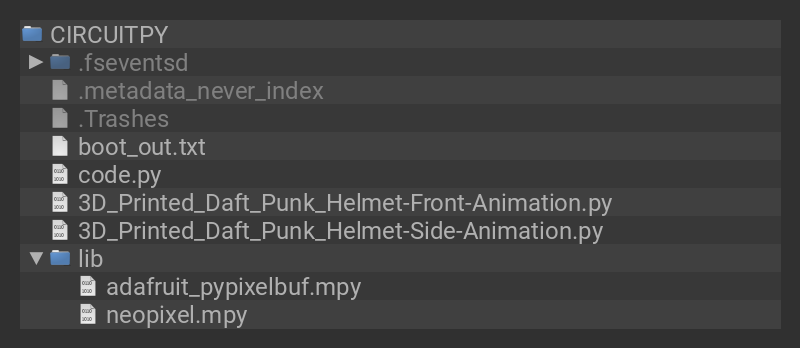 CIRCUITPY
.fseventsd
.metadata_never_index
.Trashes
boot_out.txt
code.py
3D_Printed_Daft_Punk_Helmet-Front-Animation.py
3D_Printed_Daft_Punk_Helmet-Side-Animation.py
lib
adafruit_pypixelbuf.mpy
neopixel.mpy